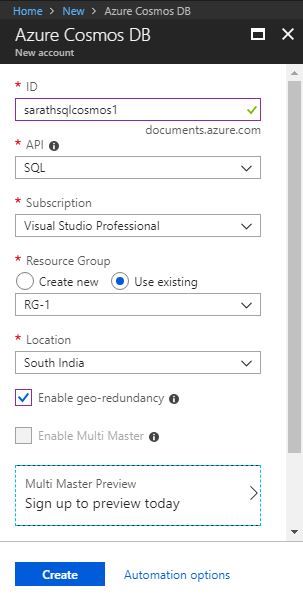 Home > New > Azure Cosmos DB
Azure Cosmos DB
New account
* ID
sarathsqlcosmos1
documents.azure.com
* API
SQL
* Subscription
Visual Studio Professional
* Resource Group
Create new Use existing
RG-1
* Location
South India
Enable geo-redundancy
Enable Multi Master
Multi Master Preview
Sign up to preview today
Create Automation options